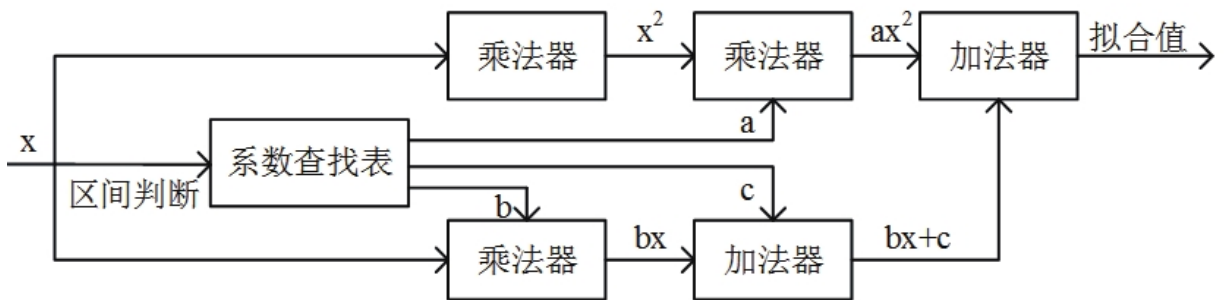 乘法器
x²
乘法器
ax²
加法器
拟合值
x
区间判断
系数查找表
a
b
c
乘法器
bx
加法器
bx+c